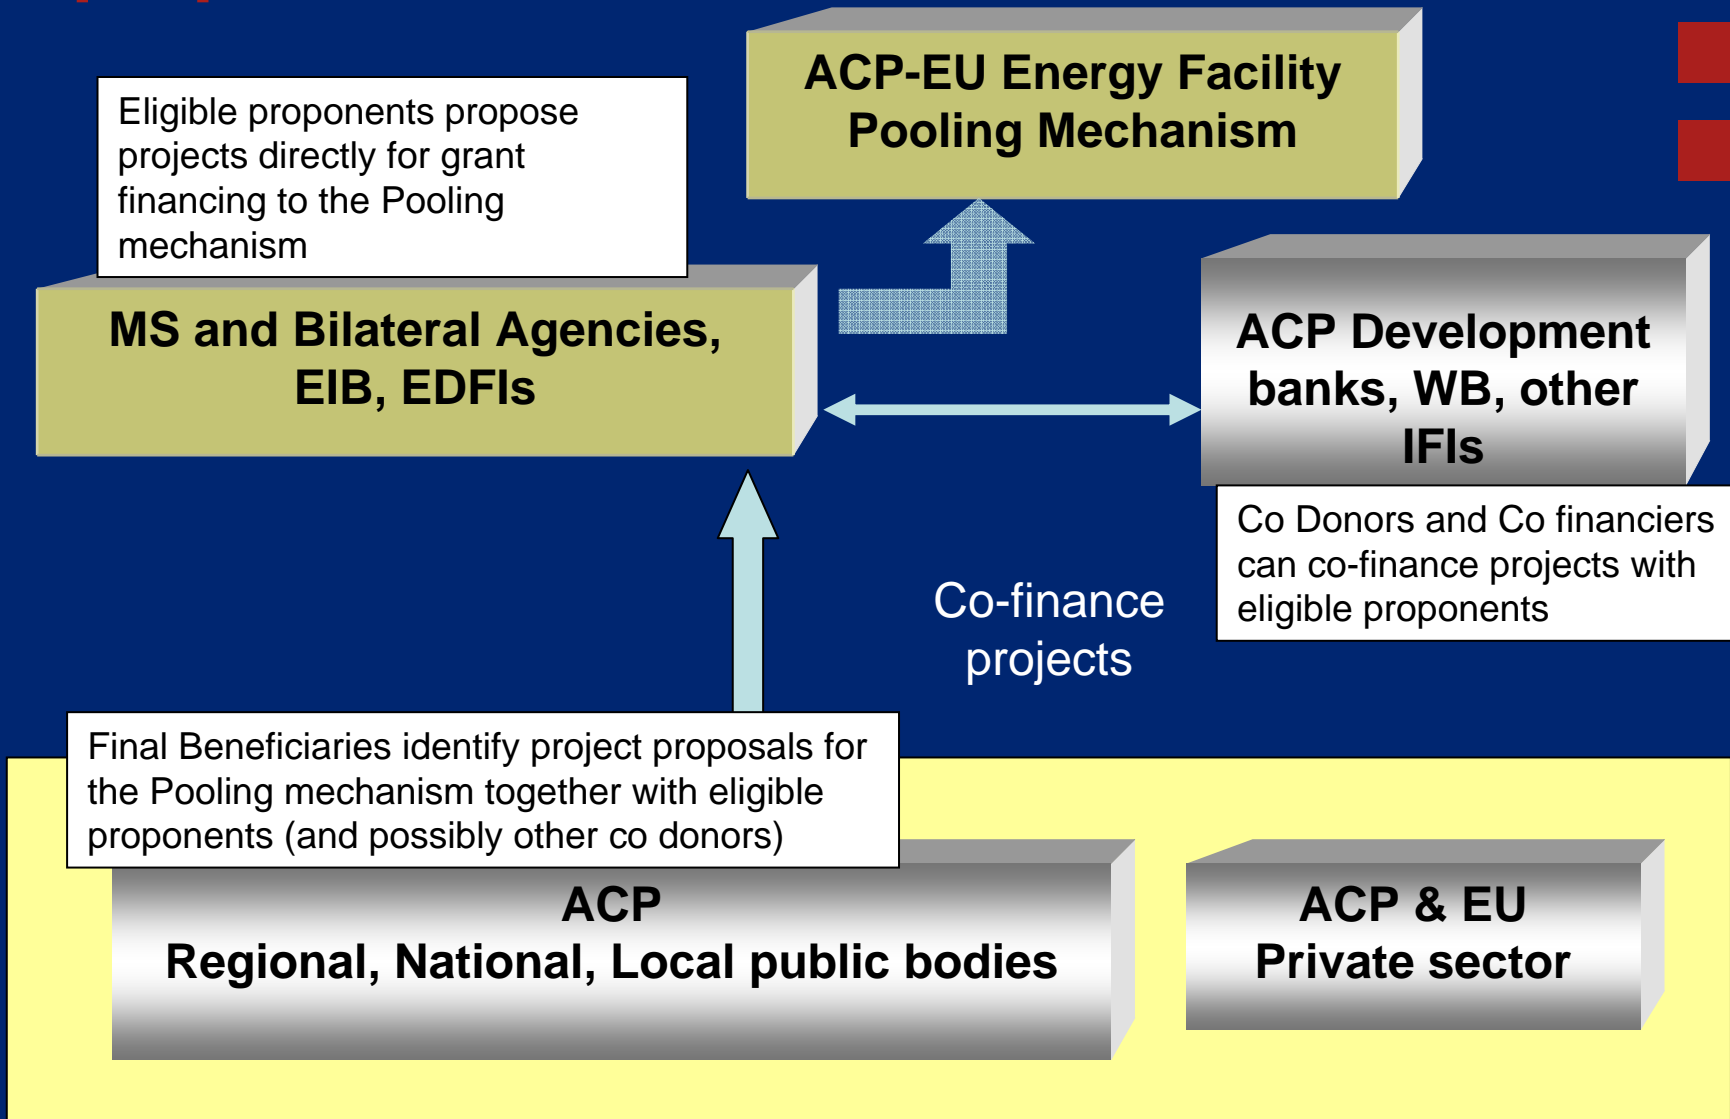 ACP-EU Energy Facility
Pooling Mechanism
Eligible proponents propose
projects directly for grant
financing to the Pooling
mechanism
MS and Bilateral Agencies,
EIB, EDFIs
ACP Development
banks, WB, other
IFIs
Co Donors and Co financiers
can co-finance projects with
eligible proponents
Co-finance
projects
Final Beneficiaries identify project proposals for
the Pooling mechanism together with eligible
proponents (and possibly other co donors)
ACP
Regional, National, Local public bodies
ACP & EU
Private sector